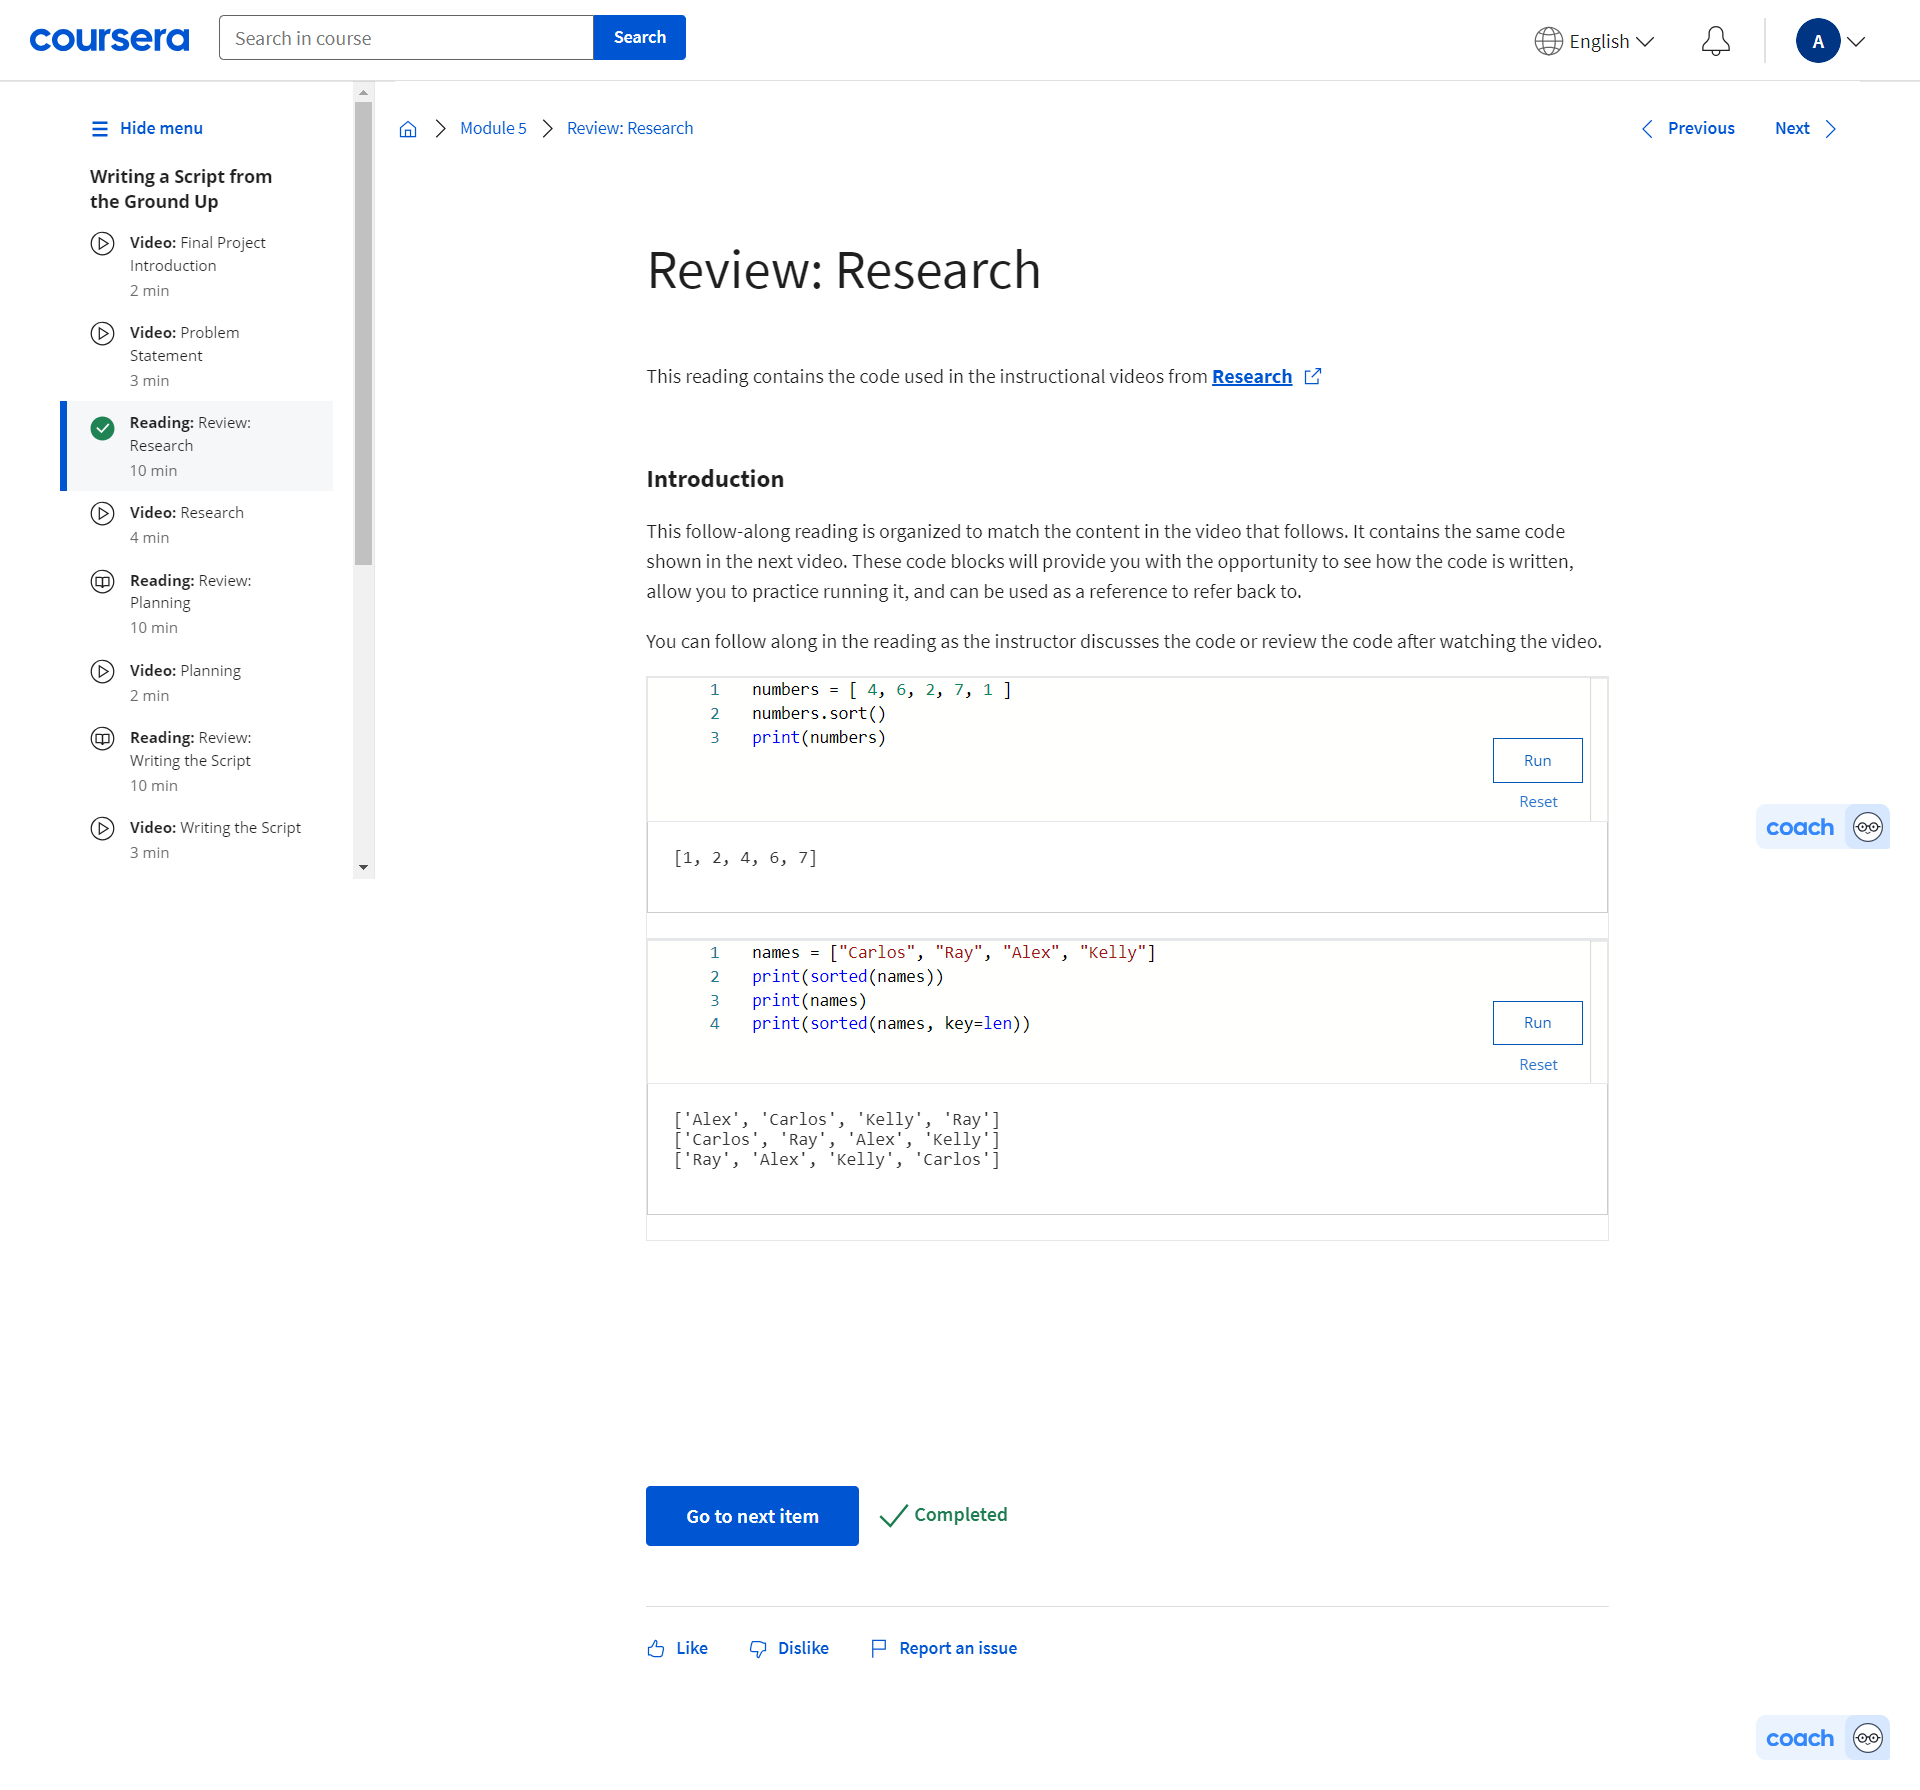 coursera
Search in course
Search
English
A
Hide menu
Writing a Script from
the Ground Up
Video: Final Project
Introduction
2 min
Video: Problem
Statement
3 min
Reading: Review:
Research
10 min
Video: Research
4 min
Reading: Review:
Planning
10 min
Video: Planning
2 min
Reading: Review:
Writing the Script
10 min
Video: Writing the Script
3 min
Module 5
Review: Research
Previous
Next
Review: Research
This reading contains the code used in the instructional videos from Research
Introduction
This follow-along reading is organized to match the content in the video that follows. It contains the same code
shown in the next video. These code blocks will provide you with the opportunity to see how the code is written,
allow you to practice running it, and can be used as a reference to refer back to.
You can follow along in the reading as the instructor discusses the code or review the code after watching the video.
1 numbers = [ 4, 6, 2, 7, 1 ]
2 numbers.sort()
3 print(numbers)
Run
Reset
[1, 2, 4, 6, 7]
1 names = ["Carlos", "Ray", "Alex", "Kelly"]
2 print(sorted(names))
3 print(names)
4 print(sorted(names, key=len))
Run
Reset
['Alex', 'Carlos', 'Kelly', 'Ray']
['Carlos', 'Ray', 'Alex', 'Kelly']
['Ray', 'Alex', 'Kelly', 'Carlos']
coach
Go to next item
Completed
Like
Dislike
Report an issue
coach